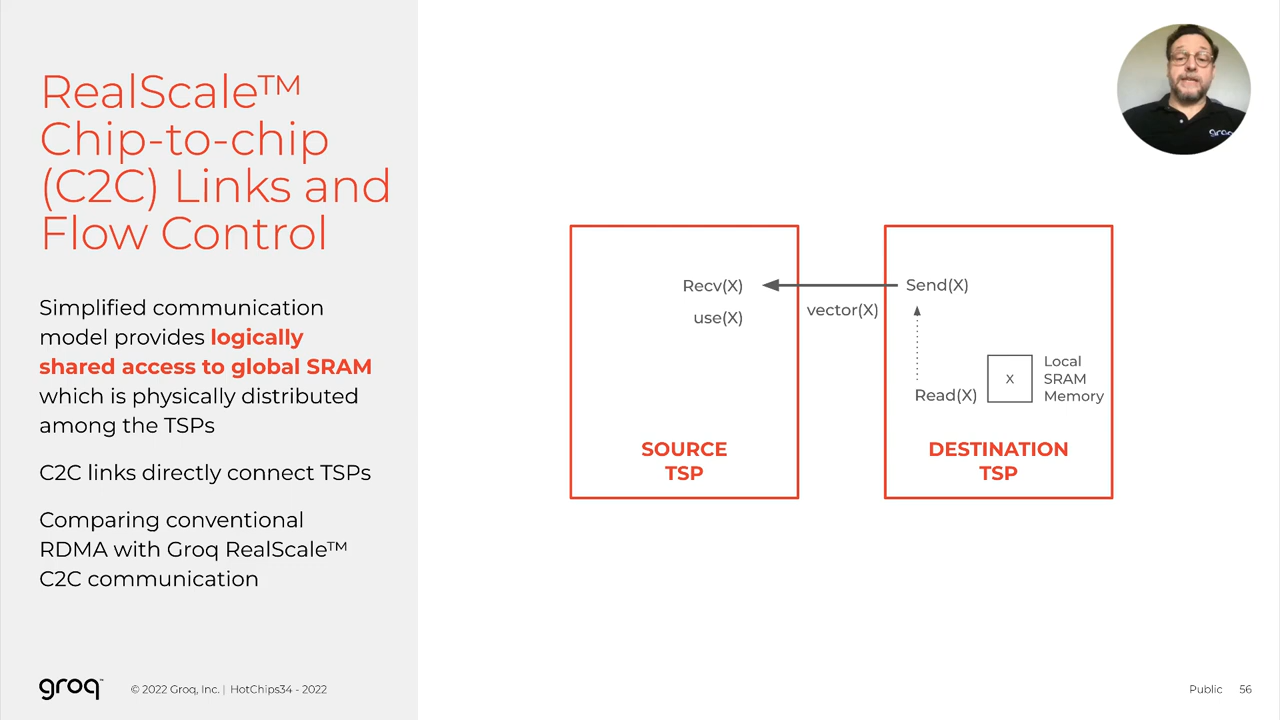 RealScale™
Chip-to-chip
(C2C) Links and
Flow Control
Simplified communication
model provides logically
shared access to global SRAM
which is physically distributed
among the TSPs
C2C links directly connect TSPs
Comparing conventional
RDMA with Groq RealScale™
C2C communication
groq™
© 2022 Groq, Inc. | HotChips34 - 2022
groq
Recv(X)
use(X)
vector(X)
Send(X)
Read(X)
X
Local
SRAM
Memory
SOURCE
TSP
DESTINATION
TSP
Public 56